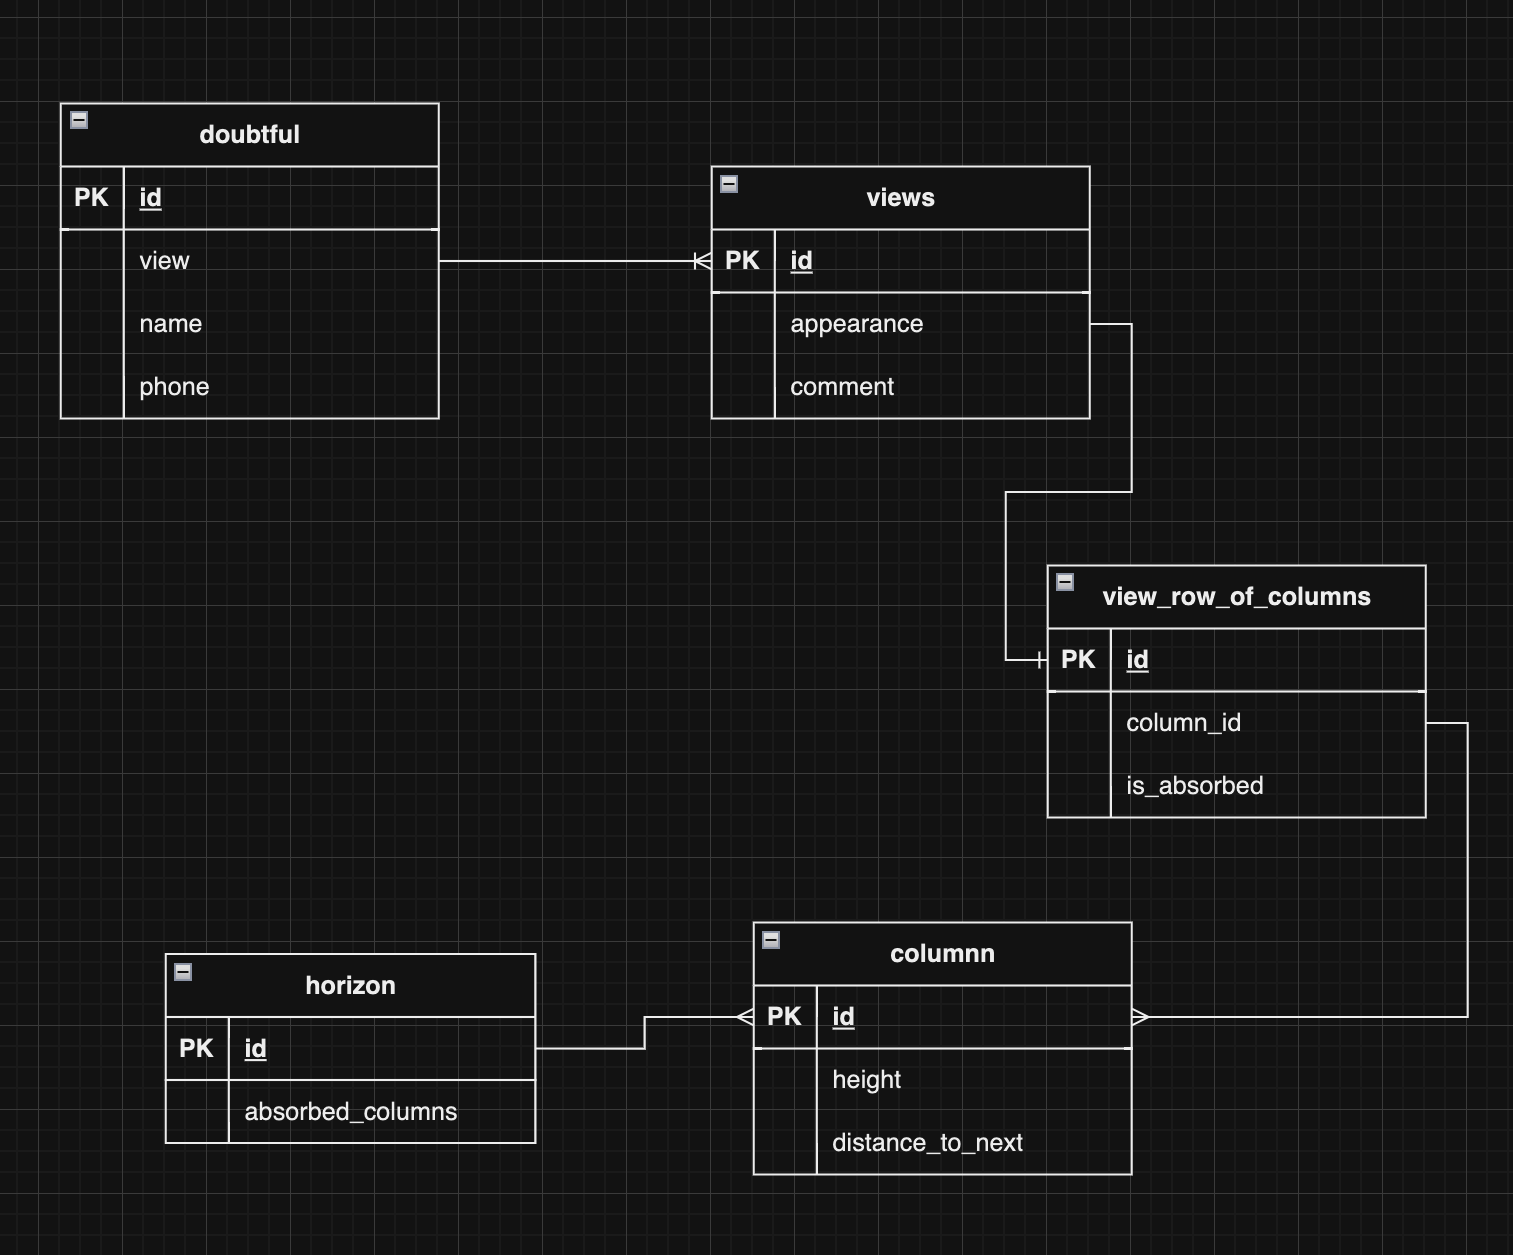 doubtful
PK id
view
name
phone
views
PK id
appearance
comment
view_row_of_columns
PK id
column_id
is_absorbed
columnn
PK id
height
distance_to_next
horizon
PK id
absorbed_columns